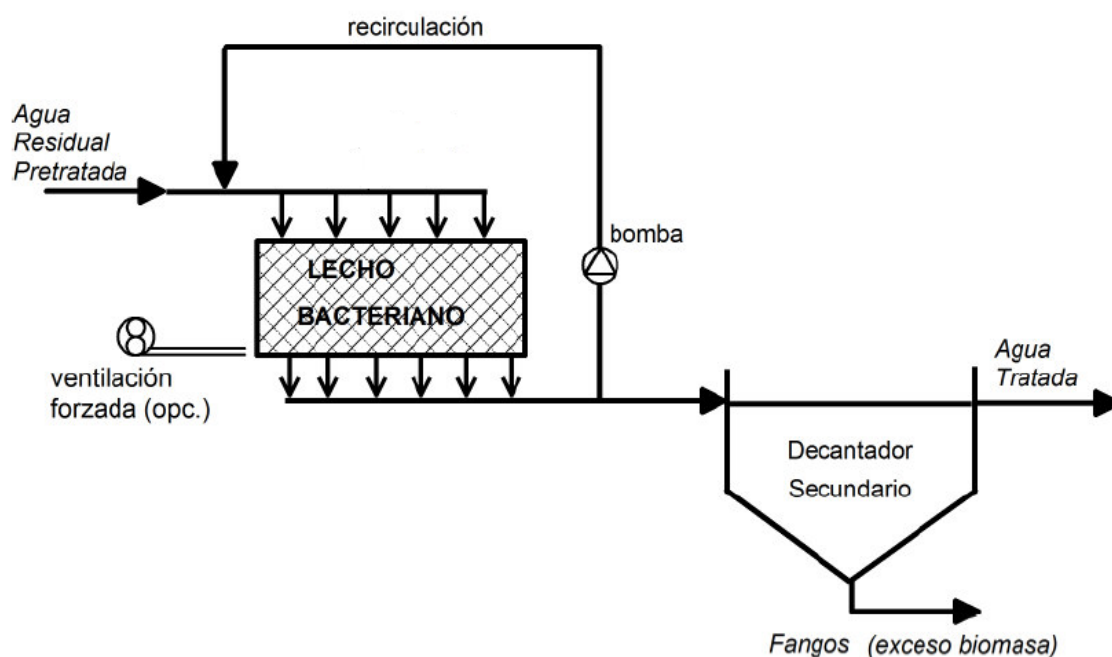 recirculación
Agua
Residual
Pretratada
bomba
LECHO
BACTERIANO
ventilación
forzada (opc.)
Agua
Tratada
Decantador
Secundario
Fangos (exceso biomasa)